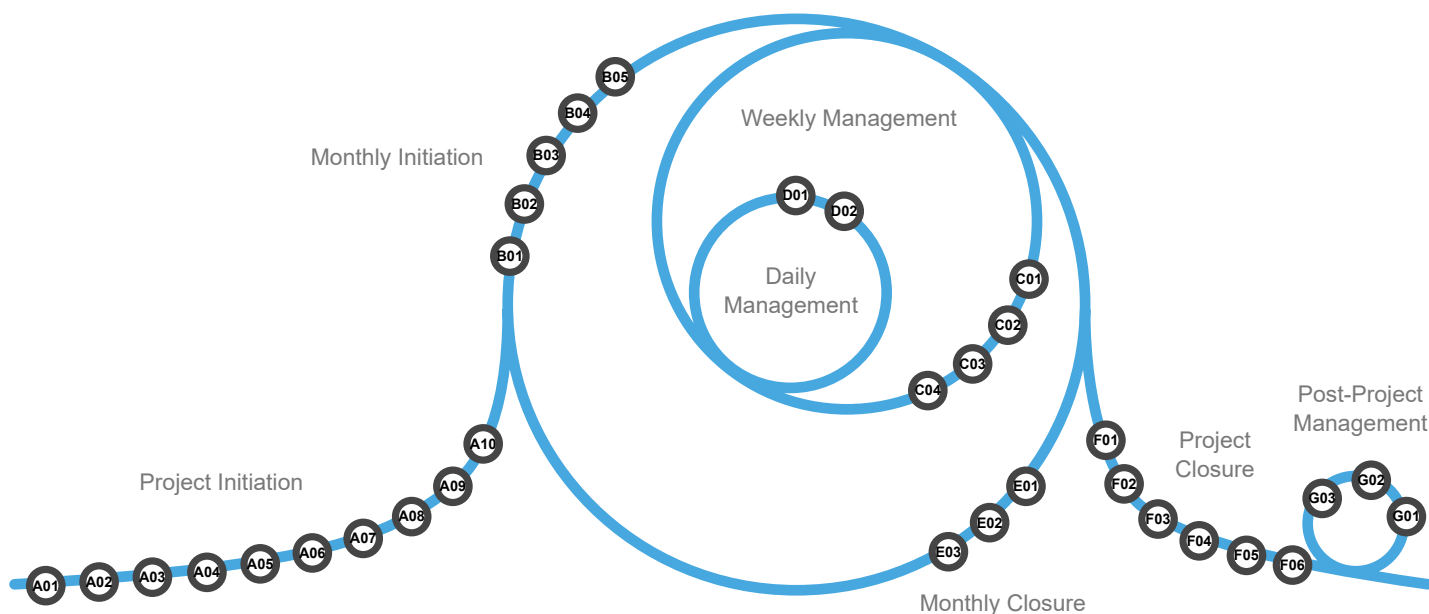 B05
B04
B03
B02
B01
Monthly Initiation
Weekly Management
D01
D02
Daily
Management
C01
C02
C03
C04
Project Initiation
A01
A02
A03
A04
A05
A06
A07
A08
A09
A10
E01
E02
E03
Monthly Closure
F01
F02
F03
F04
F05
F06
Project
Closure
Post-Project
Management
G03
G02
G01